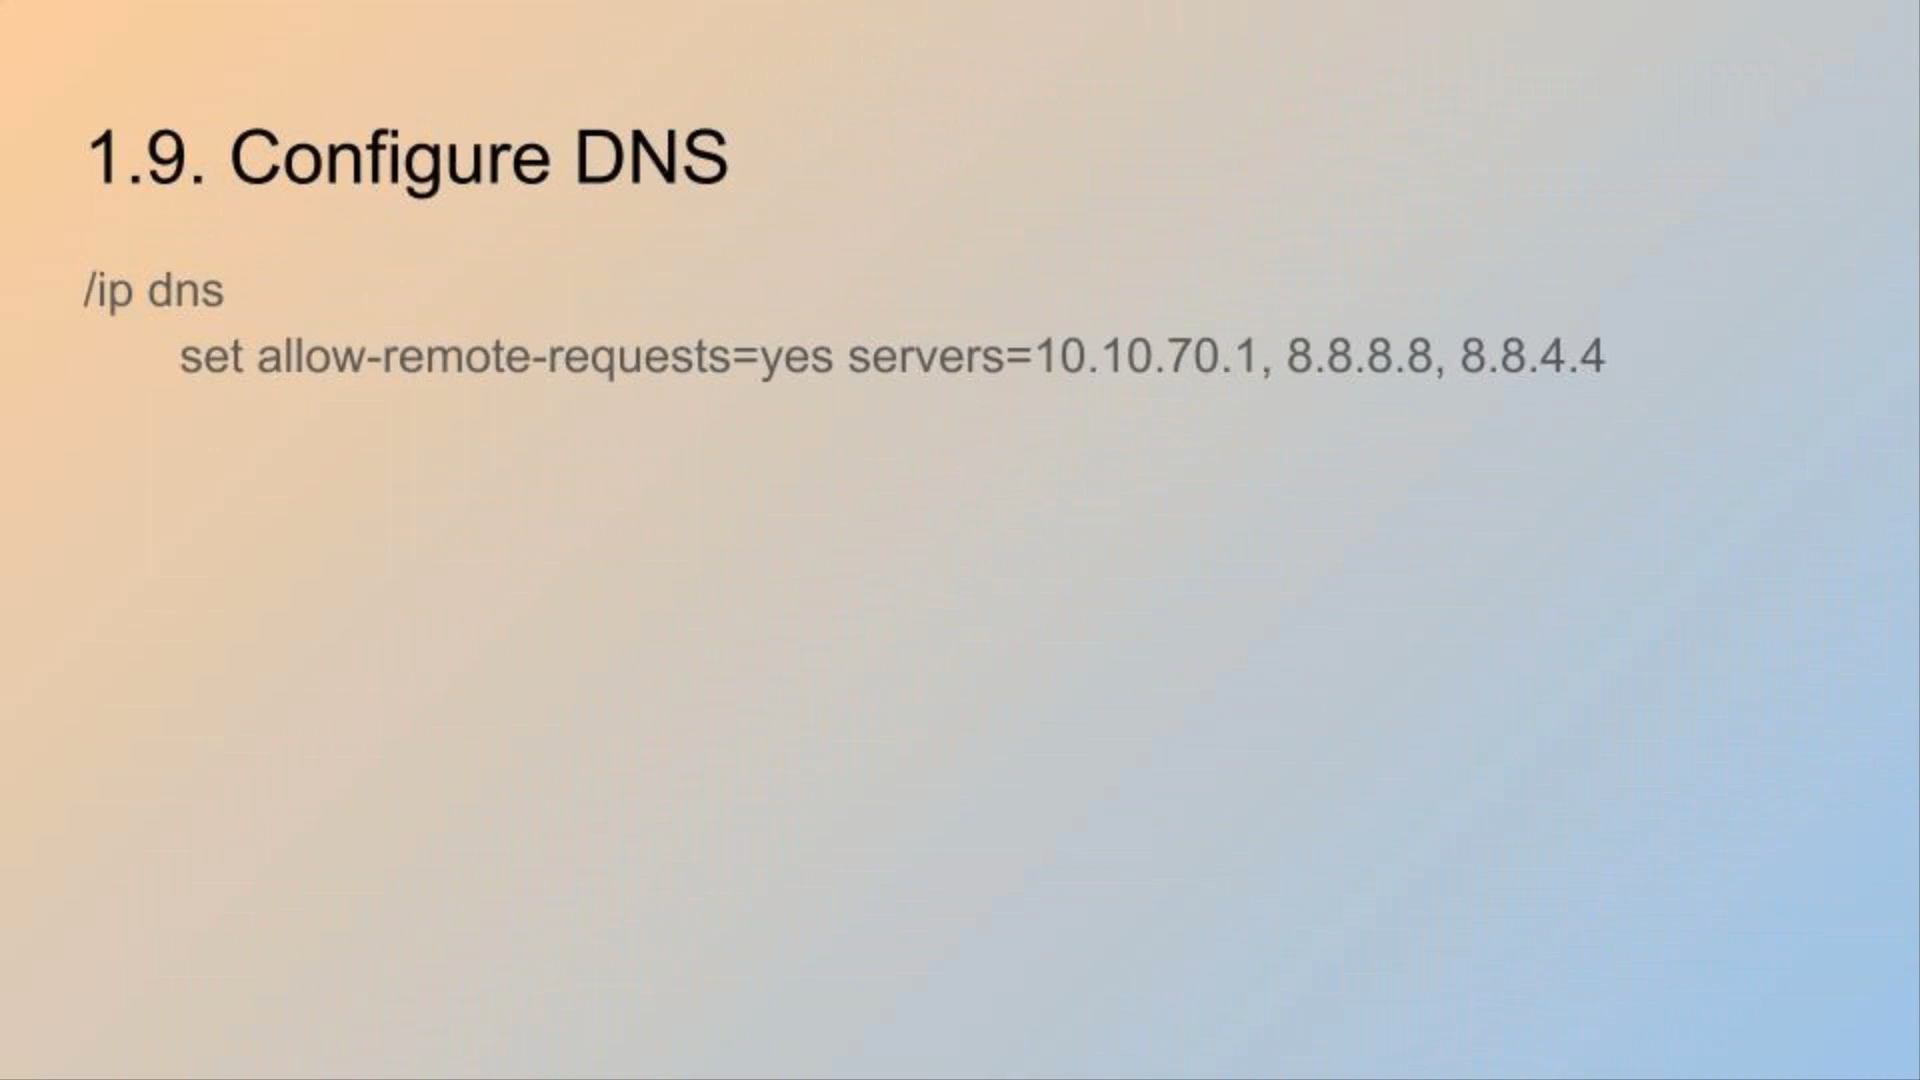 1.9. Configure DNS
/ip dns
set allow-remote-requests=yes servers=10.10.70.1, 8.8.8.8, 8.8.4.4